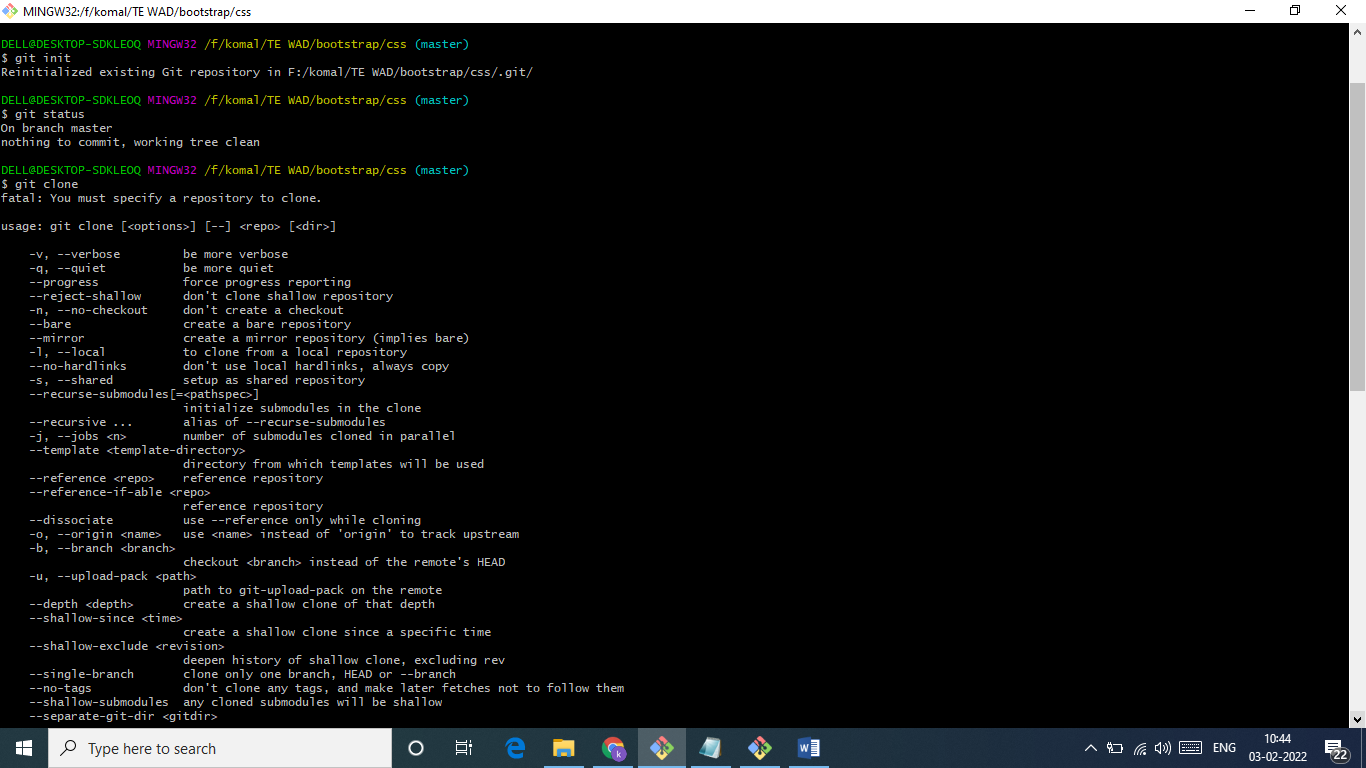 MINGW32:/f/komal/TE WAD/bootstrap/css
DELL@DESKTOP-SDKLEOQ MINGW32 /f/komal/TE WAD/bootstrap/css (master)
$ git init
Reinitialized existing Git repository in F:/komal/TE WAD/bootstrap/css/.git/
DELL@DESKTOP-SDKLEOQ MINGW32 /f/komal/TE WAD/bootstrap/css (master)
$ git status
On branch master
nothing to commit, working tree clean
DELL@DESKTOP-SDKLEOQ MINGW32 /f/komal/TE WAD/bootstrap/css (master)
$ git clone
fatal: You must specify a repository to clone.
usage: git clone [<options>] [--] <repo> [<dir>]
-v, --verbose be more verbose
-q, --quiet be more quiet
--progress force progress reporting
--reject-shallow don't clone shallow repository
-n, --no-checkout don't create a checkout
--bare create a bare repository
--mirror create a mirror repository (implies bare)
-l, --local to clone from a local repository
--no-hardlinks don't use local hardlinks, always copy
-s, --shared setup as shared repository
--recurse-submodules[=<pathspec>]
initialize submodules in the clone
--recursive ... alias of --recurse-submodules
-j, --jobs <n> number of submodules cloned in parallel
--template <template-directory>
directory from which templates will be used
--reference <repo> reference repository
--reference-if-able <repo>
reference repository
--dissociate use --reference only while cloning
-o, --origin <name> use <name> instead of 'origin' to track upstream
-b, --branch <branch>
checkout <branch> instead of the remote's HEAD
-u, --upload-pack <path>
path to git-upload-pack on the remote
--depth <depth> create a shallow clone of that depth
--shallow-since <time>
create a shallow clone since a specific time
--shallow-exclude <revision>
deepen history of shallow clone, excluding rev
--single-branch clone only one branch, HEAD or --branch
--no-tags don't clone any tags, and make later fetches not to follow them
--shallow-submodules any cloned submodules will be shallow
--separate-git-dir <gitdir>
Type here to search
k
ENG
10:44
03-02-2022
22